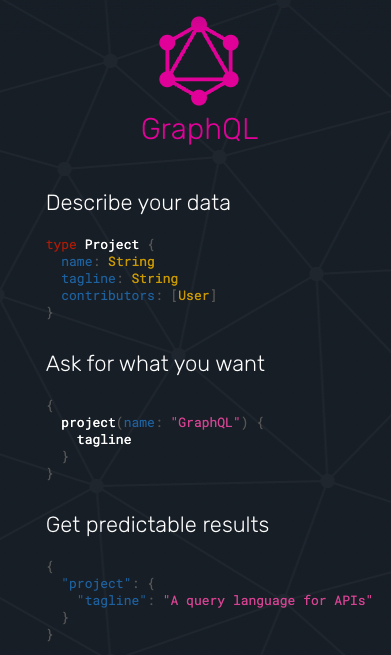 GraphQL
Describe your data
type Project {
  name: String
  tagline: String
  contributors: [User]
}
Ask for what you want
{
  project(name: "GraphQL") {
    tagline
  }
}
Get predictable results
{
  "project": {
    "tagline": "A query language for APIs"
  }
}